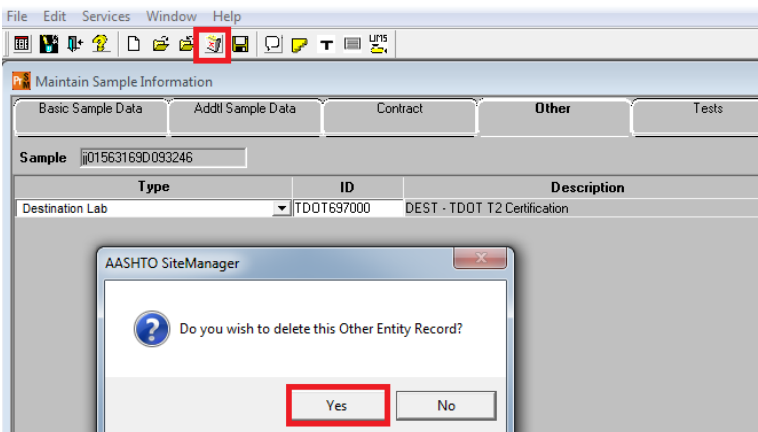 File Edit Services Window Help
T UMS
Maintain Sample Information
Basic Sample Data Addtl Sample Data Contract Other Tests
Sample jj01563169D093246
Type ID Description
Destination Lab TDOT697000 DEST - TDOT T2 Certification
AASHTO SiteManager
Do you wish to delete this Other Entity Record?
Yes No